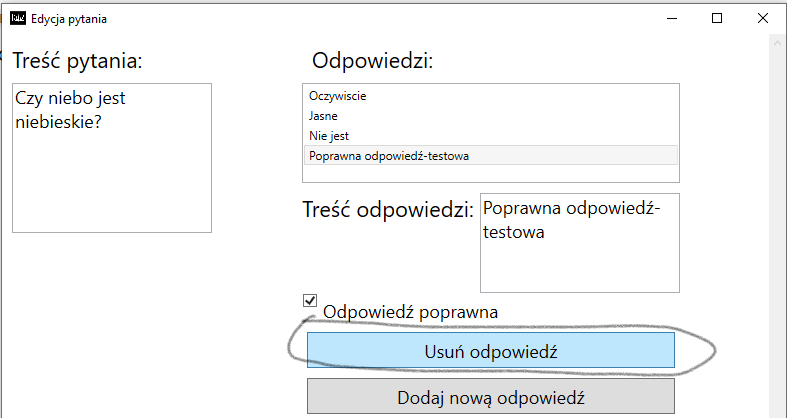 Edycja pytania
Treść pytania:
Czy niebo jest
niebieskie?
Odpowiedzi:
Oczywiscie
Jasne
Nie jest
Poprawna odpowiedź-testowa
Treść odpowiedzi:
Poprawna odpowiedź-
testowa
Odpowiedź poprawna
Usuń odpowiedź
Dodaj nową odpowiedź